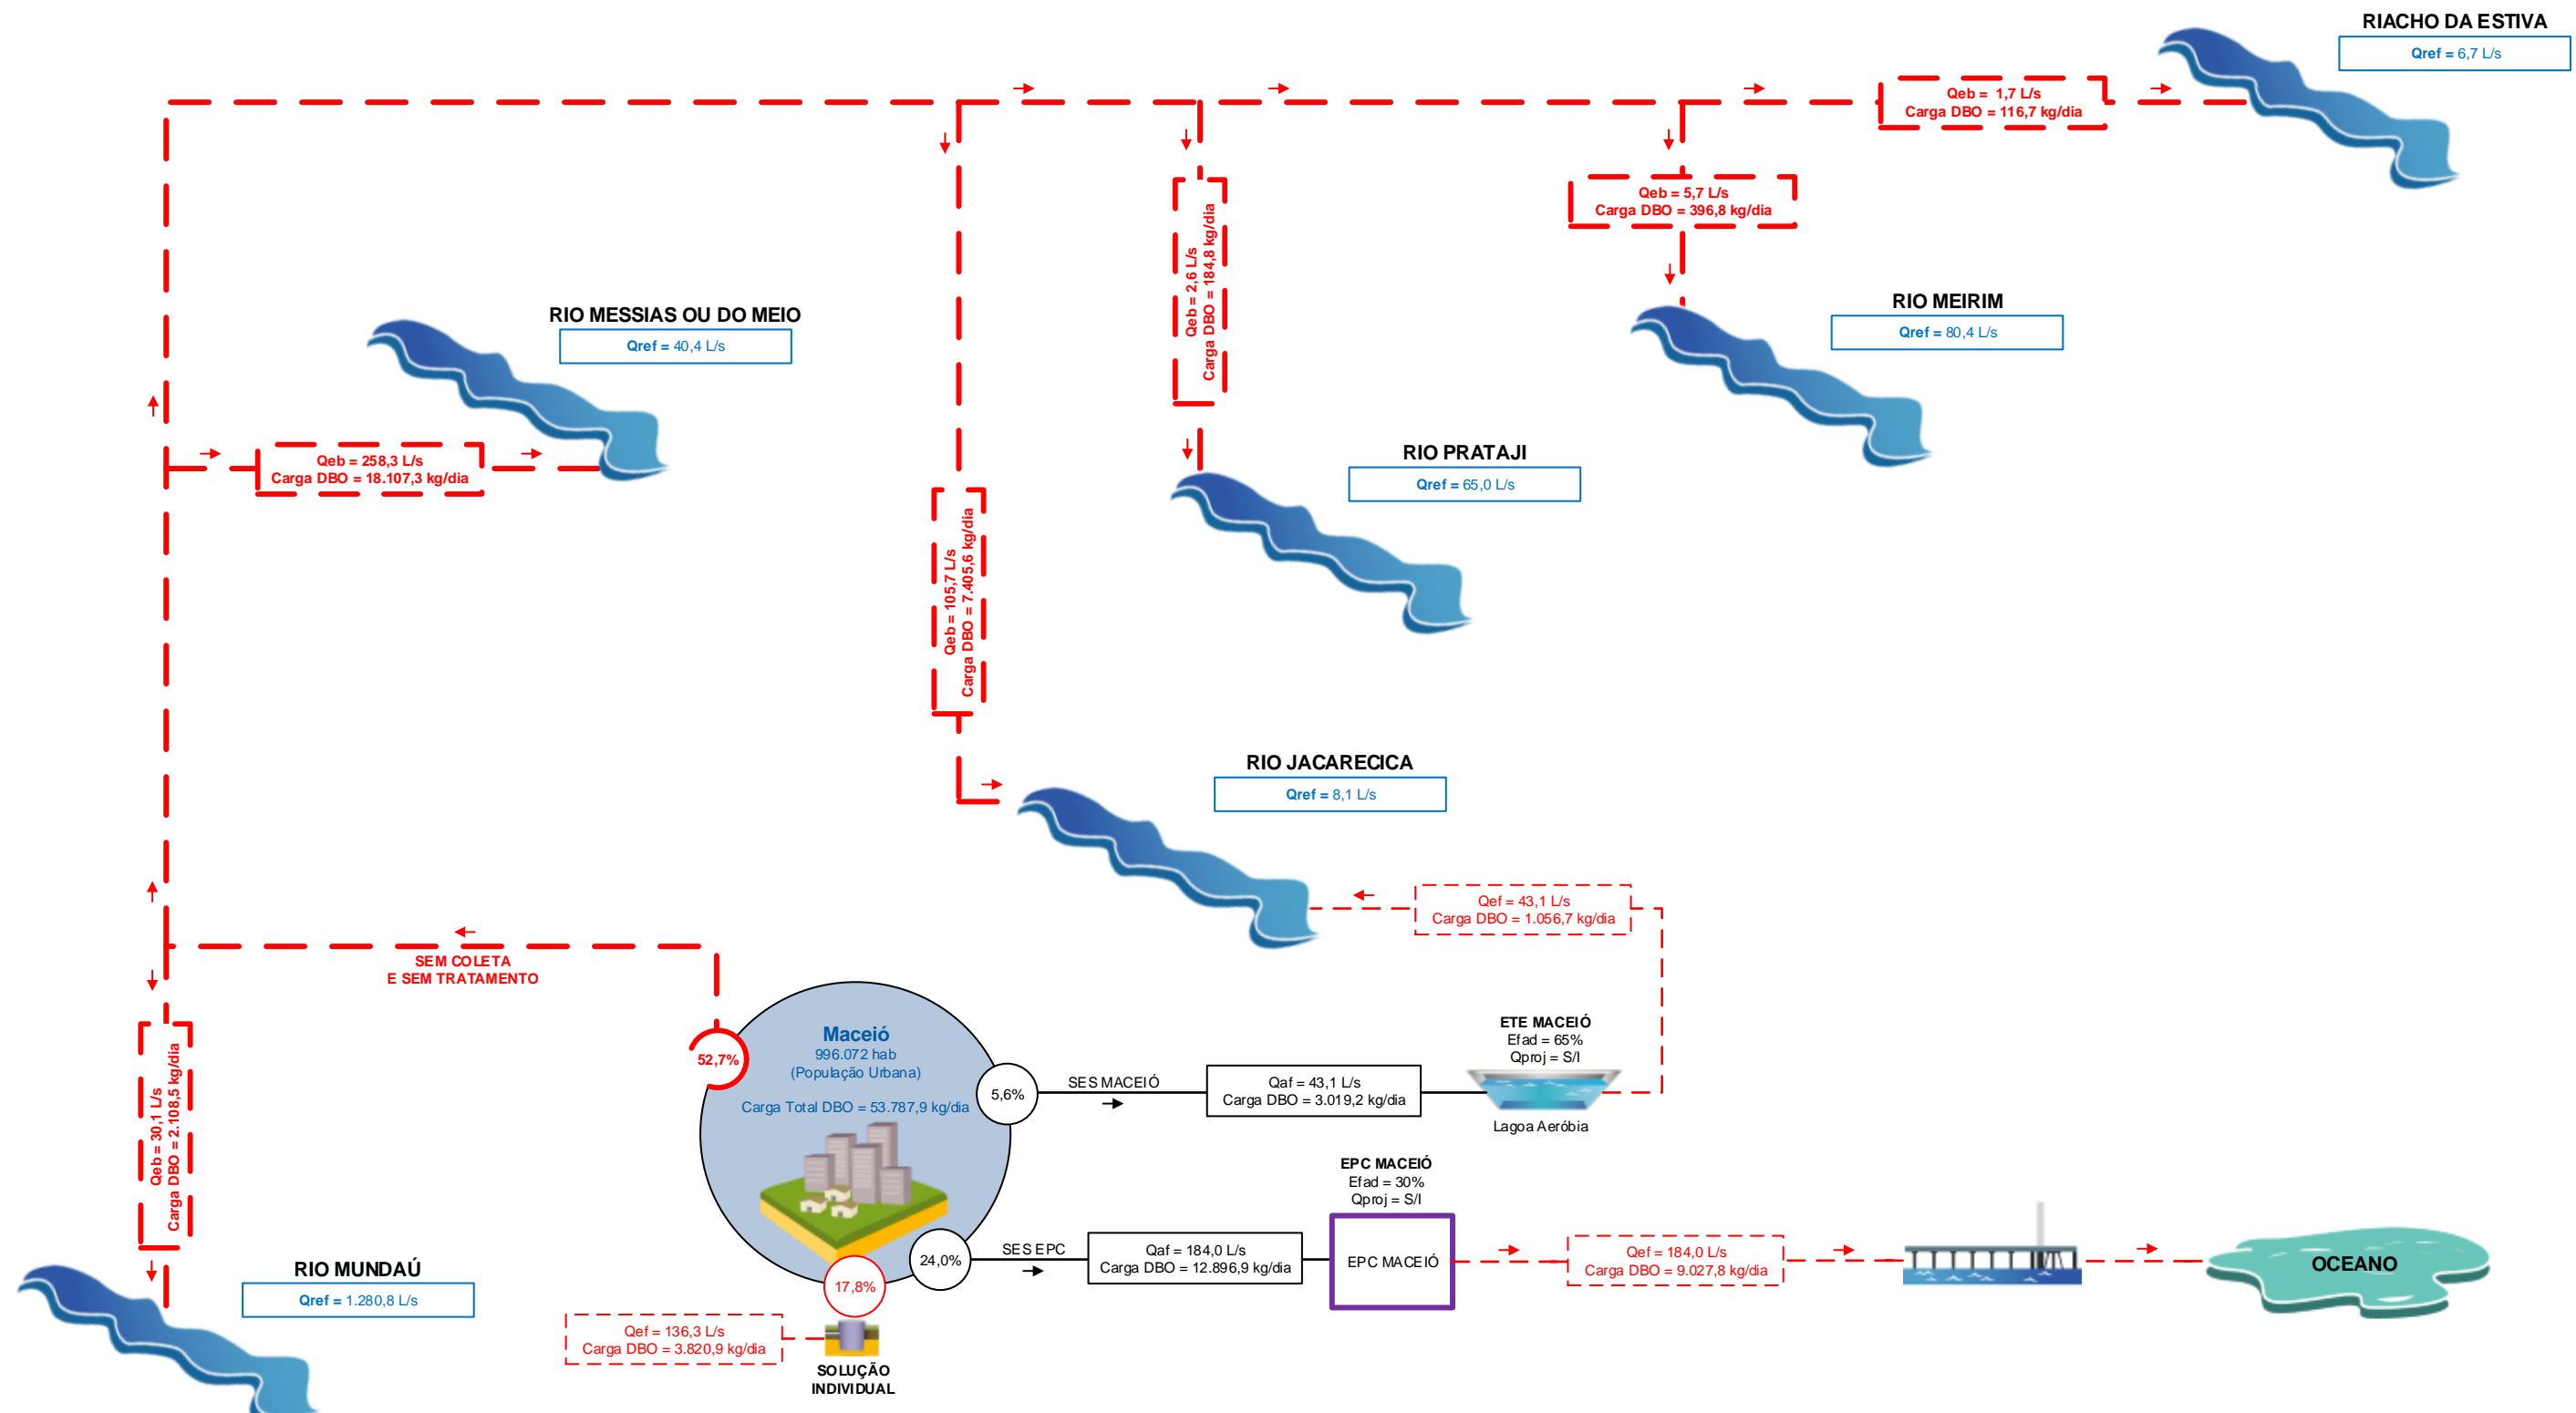 RIACHO DA ESTIVA
Qref = 6,7 L/s
Qeb = 1,7 L/s
Carga DBO = 116,7 kg/dia
Qeb = 5,7 L/s
Carga DBO = 396,8 kg/dia
Qeb = 2,6 L/s
Carga DBO = 184,8 kg/dia
RIO MESSIAS OU DO MEIO
Qref = 40,4 L/s
RIO MEIRIM
Qref = 80,4 L/s
Qeb = 258,3 L/s
Carga DBO = 18.107,3 kg/dia
RIO PRATAJI
Qref = 65,0 L/s
Qeb = 105,7 L/s
Carga DBO = 7.405,6 kg/dia
RIO JACARECICA
Qref = 8,1 L/s
Qef = 43,1 L/s
Carga DBO = 1.056,7 kg/dia
SEM COLETA
E SEM TRATAMENTO
52,7%
Maceió
996.072 hab
(População Urbana)
Carga Total DBO = 53.787,9 kg/dia
5,6%
SES MACEIÓ
Qaf = 43,1 L/s
Carga DBO = 3.019,2 kg/dia
ETE MACEIÓ
Efad = 65%
Qproj = S/I
Lagoa Aeróbia
Qeb = 30,1 L/s
Carga DBO = 2.108,5 kg/dia
EPC MACEIÓ
Efad = 30%
Qproj = S/I
24,0%
SES EPC
Qaf = 184,0 L/s
Carga DBO = 12.896,9 kg/dia
EPC MACEIÓ
Qef = 184,0 L/s
Carga DBO = 9.027,8 kg/dia
OCEANO
RIO MUNDAÚ
Qref = 1.280,8 L/s
17,8%
Qef = 136,3 L/s
Carga DBO = 3.820,9 kg/dia
SOLUÇÃO
INDIVIDUAL